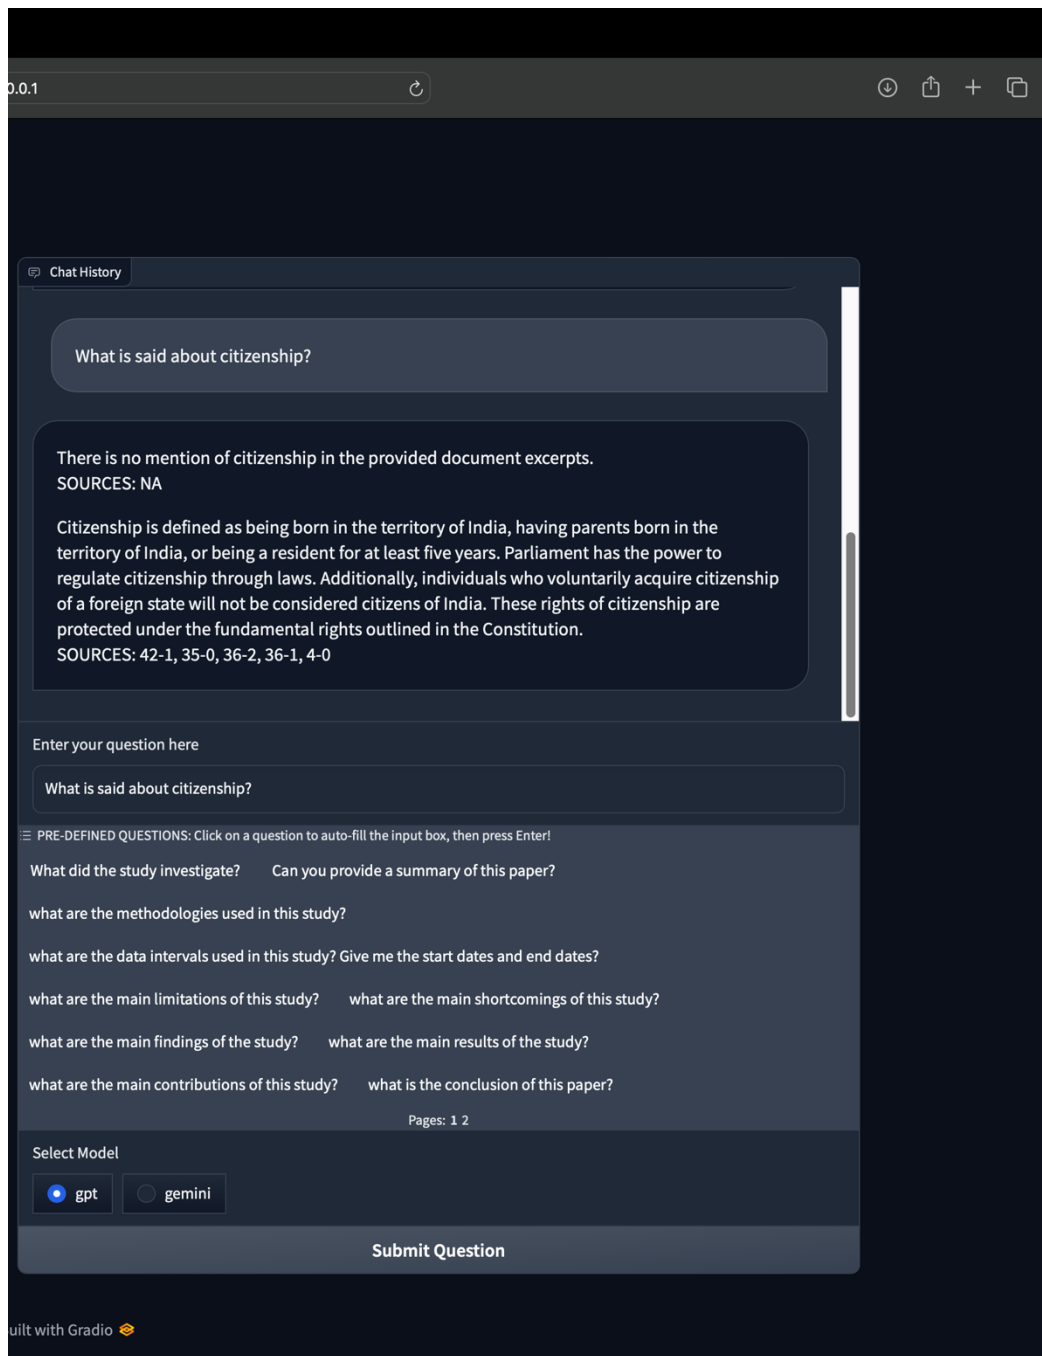 0.0.1
Chat History
What is said about citizenship?
There is no mention of citizenship in the provided document excerpts.
SOURCES: NA
Citizenship is defined as being born in the territory of India, having parents born in the
territory of India, or being a resident for at least five years. Parliament has the power to
regulate citizenship through laws. Additionally, individuals who voluntarily acquire citizenship
of a foreign state will not be considered citizens of India. These rights of citizenship are
protected under the fundamental rights outlined in the Constitution.
SOURCES: 42-1, 35-0, 36-2, 36-1, 4-0
Enter your question here
What is said about citizenship?
PRE-DEFINED QUESTIONS: Click on a question to auto-fill the input box, then press Enter!
What did the study investigate? Can you provide a summary of this paper?
what are the methodologies used in this study?
what are the data intervals used in this study? Give me the start dates and end dates?
what are the main limitations of this study? what are the main shortcomings of this study?
what are the main findings of the study? what are the main results of the study?
what are the main contributions of this study? what is the conclusion of this paper?
Pages: 1 2
Select Model
gpt gemini
Submit Question
uilt with Gradio